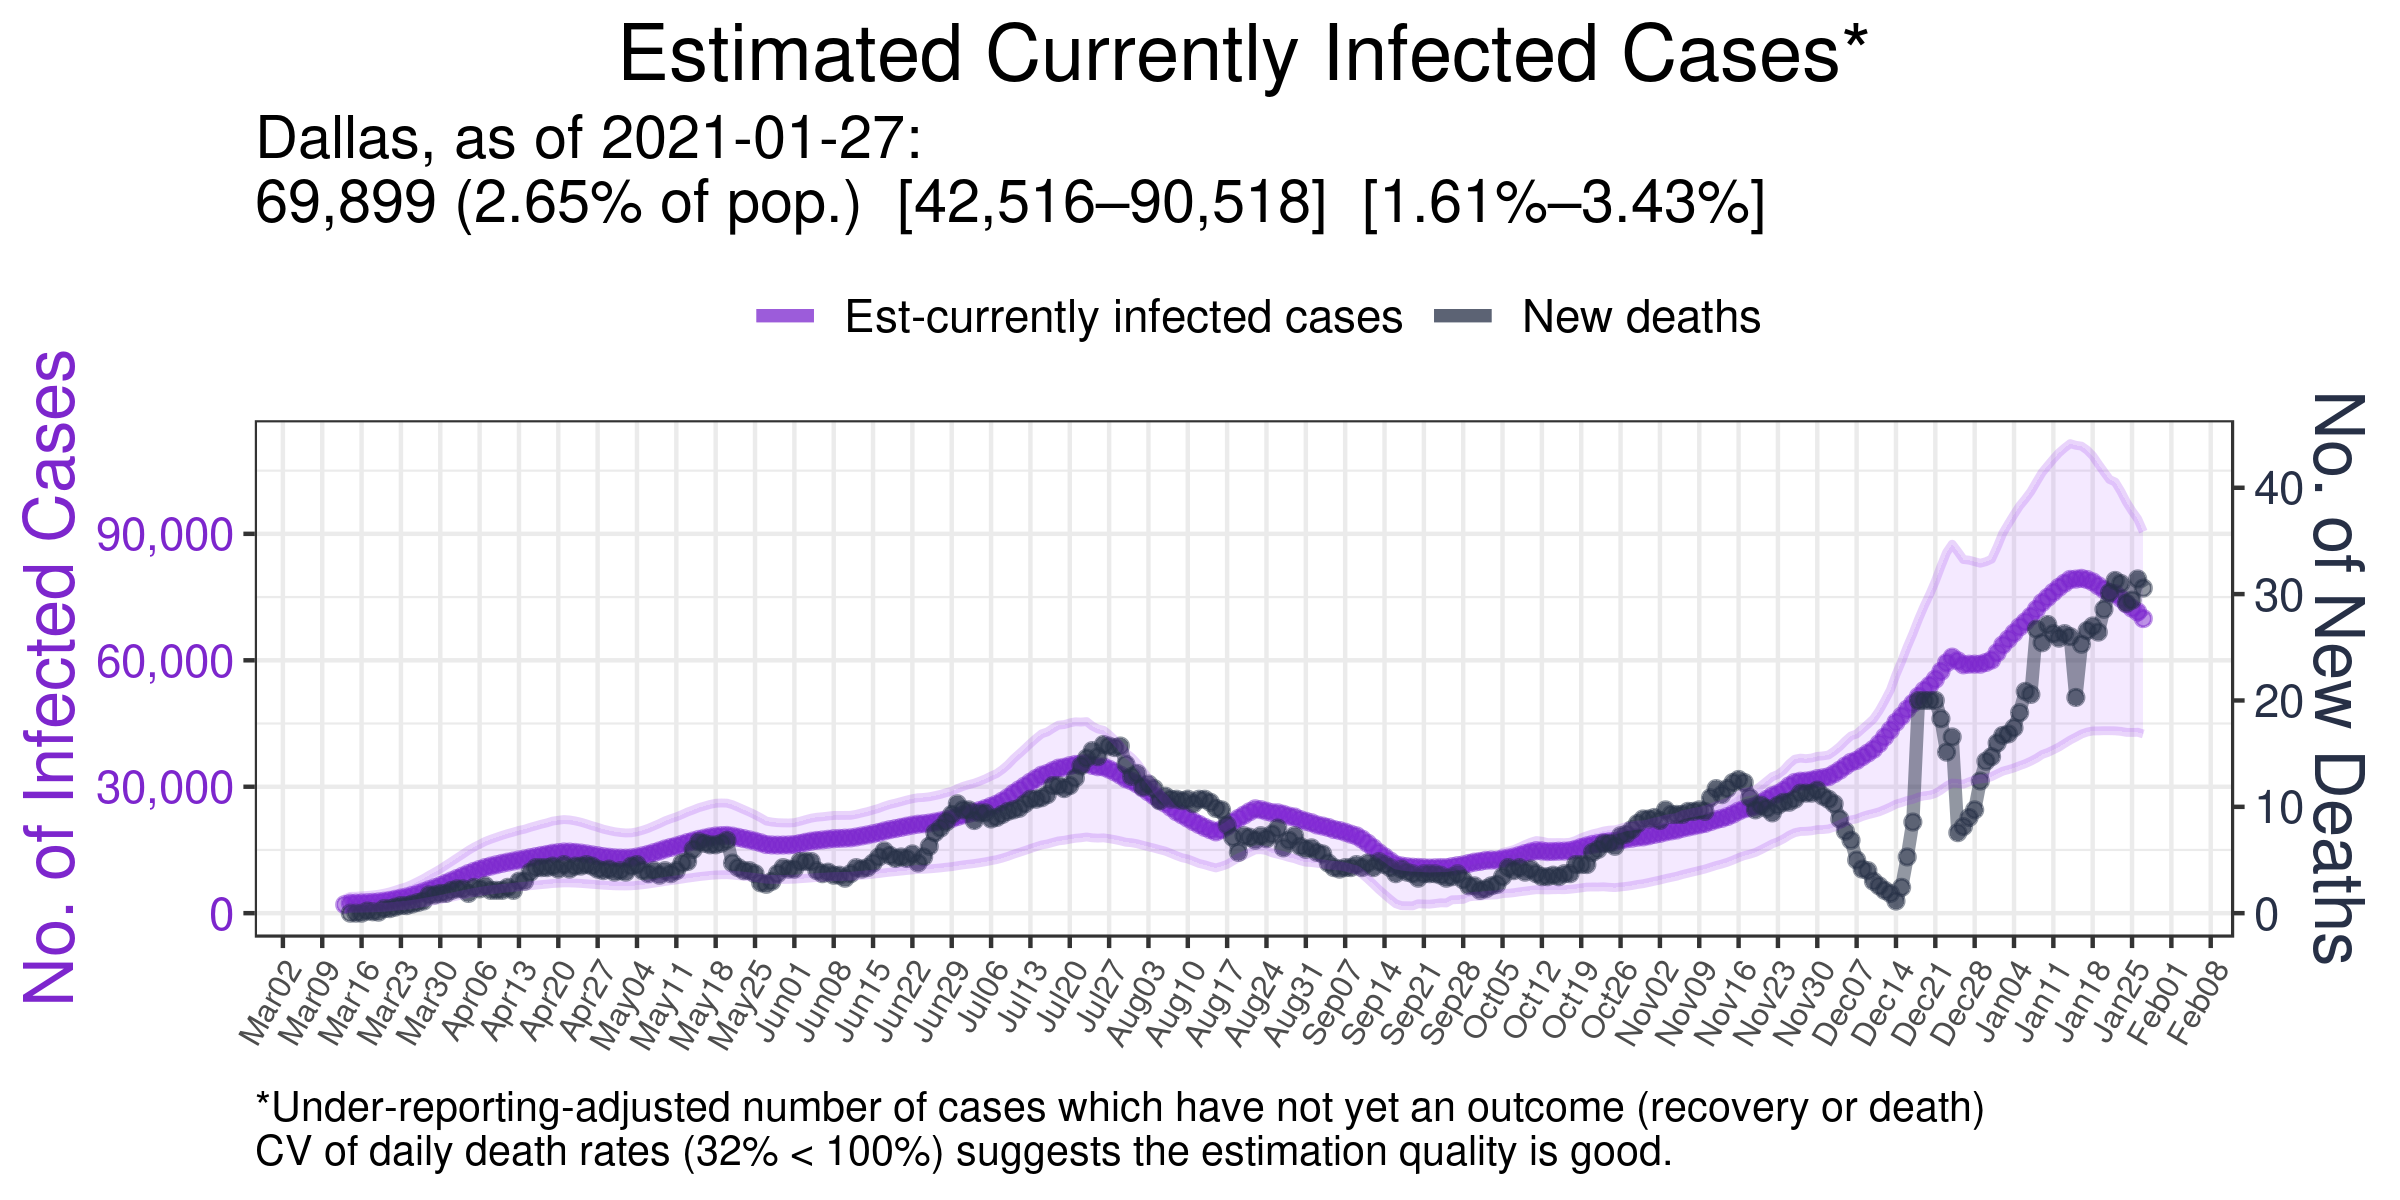 Estimated Currently Infected Cases*
Dallas, as of 2021-01-27:
69,899 (2.65% of pop.) [42,516–90,518] [1.61%–3.43%]
Est-currently infected cases
New deaths
No. of Infected Cases
90,000
60,000
30,000
0
40
30
20
10
0
No. of New Deaths
Mar02
Mar09
Mar16
Mar23
Mar30
Apr06
Apr13
Apr20
Apr27
May04
May11
May18
May25
Jun01
Jun08
Jun15
Jun22
Jun29
Jul06
Jul13
Jul20
Jul27
Aug03
Aug10
Aug17
Aug24
Aug31
Sep07
Sep14
Sep21
Sep28
Oct05
Oct12
Oct19
Oct26
Nov02
Nov09
Nov16
Nov23
Nov30
Dec07
Dec14
Dec21
Dec28
Jan04
Jan11
Jan18
Jan25
Feb01
Feb08
*Under-reporting-adjusted number of cases which have not yet an outcome (recovery or death)
CV of daily death rates (32% < 100%) suggests the estimation quality is good.